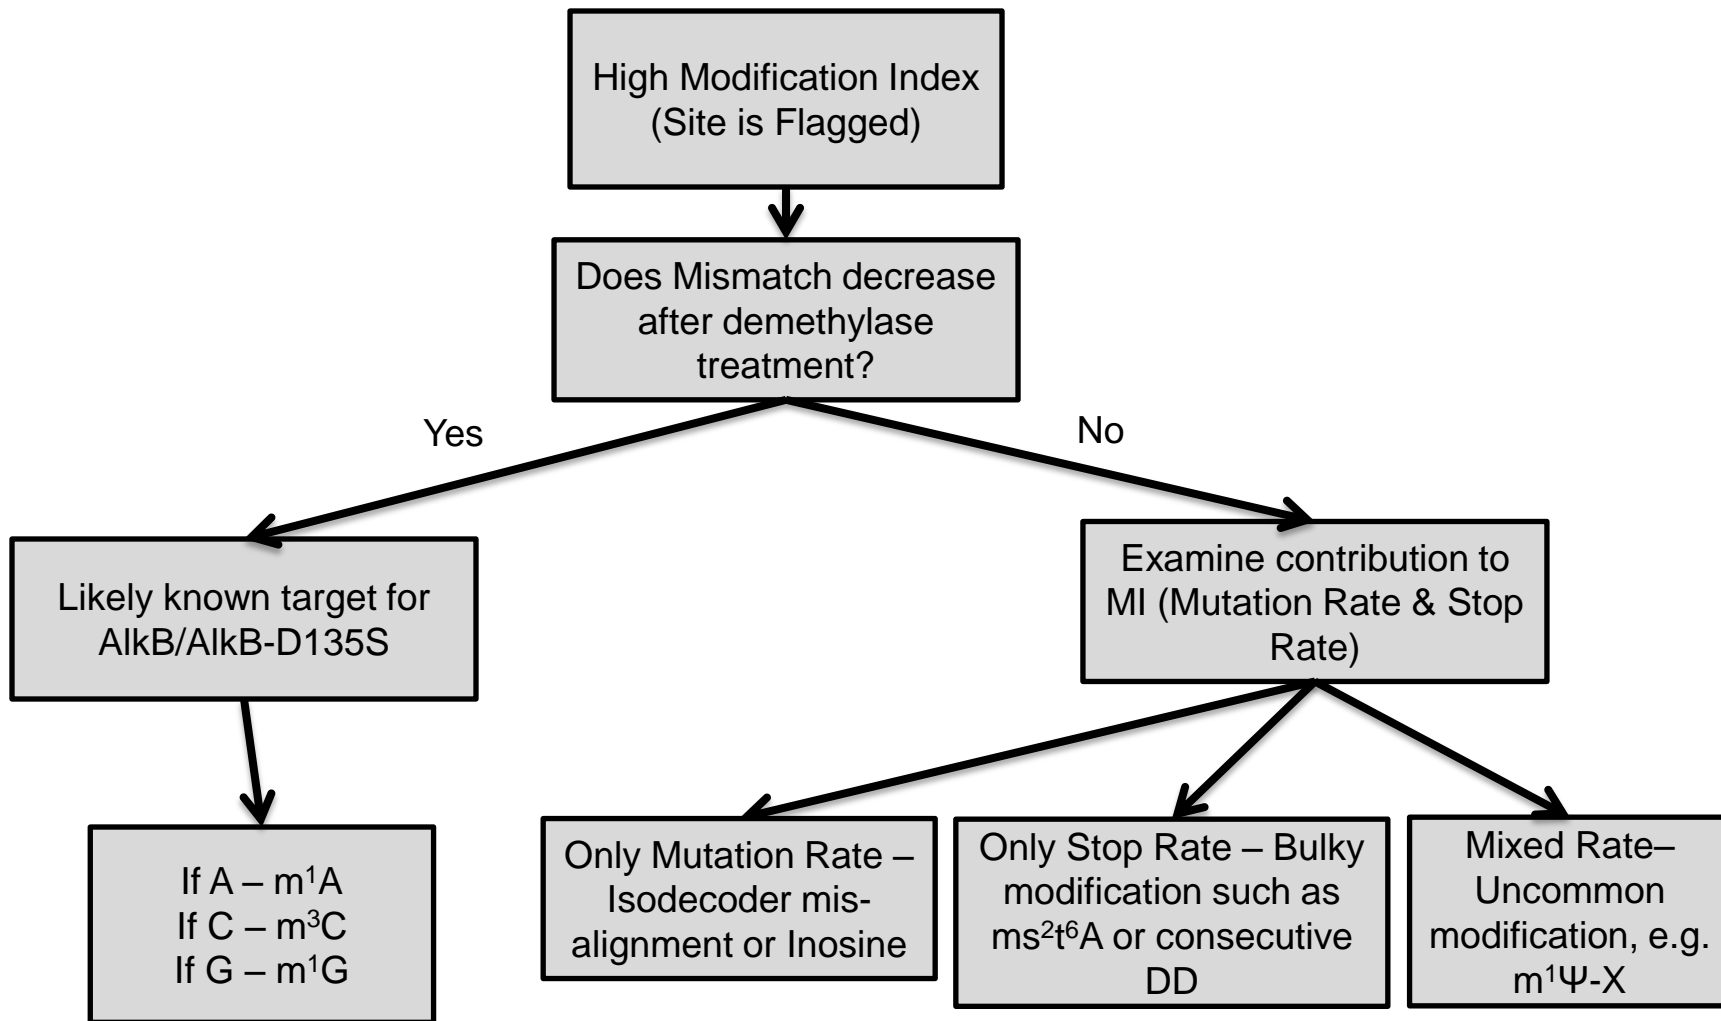 High Modification Index
(Site is Flagged)
Does Mismatch decrease
after demethylase
treatment?
Yes
No
Likely known target for
AlkB/AlkB-D135S
Examine contribution to
MI (Mutation Rate & Stop
Rate)
If A – m¹A
If C – m³C
If G – m¹G
Only Mutation Rate –
Isodecoder mis-
alignment or Inosine
Only Stop Rate – Bulky
modification such as
ms²t⁶A or consecutive
DD
Mixed Rate–
Uncommon
modification, e.g.
m¹Ψ-X